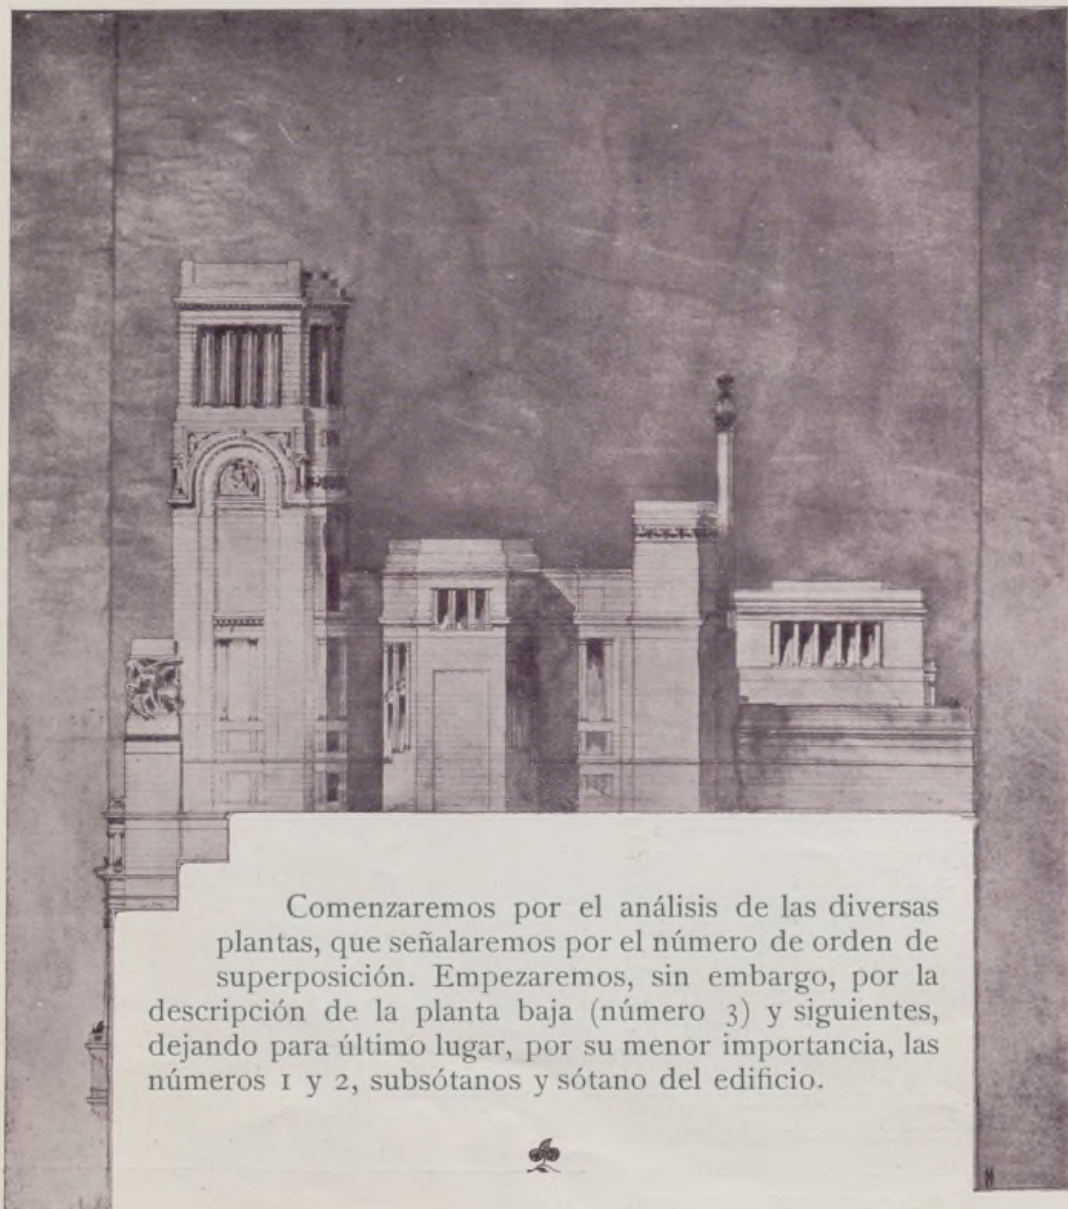 Comenzaremos por el análisis de las diversas
plantas, que señalaremos por el número de orden de
superposición. Empezaremos, sin embargo, por la
descripción de la planta baja (número 3) y siguientes,
dejando para último lugar, por su menor importancia, las
números 1 y 2, subsótanos y sótano del edificio.